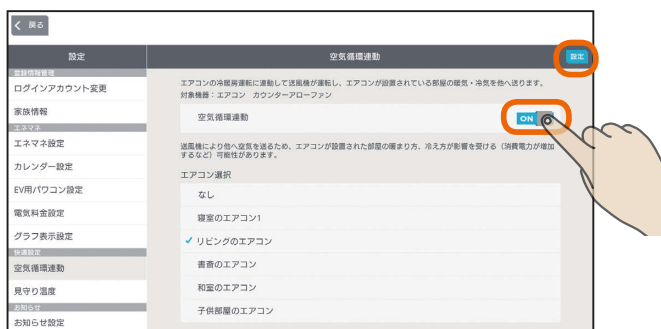 戻る
設定
空気循環連動
設定
登録情報管理
ログインアカウント変更
家族情報
エネマネ
エネマネ設定
カレンダー設定
EV用パワコン設定
電気料金設定
グラフ表示設定
快適設定
空気循環連動
見守り温度
お知らせ
お知らせ設定
エアコンの冷暖房運転に連動して送風機が運転し、エアコンが設置されている部屋の暖気・冷気を他へ送ります。
対象機器：エアコン　カウンターアローファン
空気循環連動
ON
送風機により他へ空気を送るため、エアコンが設置された部屋の暖まり方、冷え方が影響を受ける（消費電力が増加
するなど）可能性があります。
エアコン選択
なし
寝室のエアコン1
リビングのエアコン
書斎のエアコン
和室のエアコン
子供部屋のエアコン